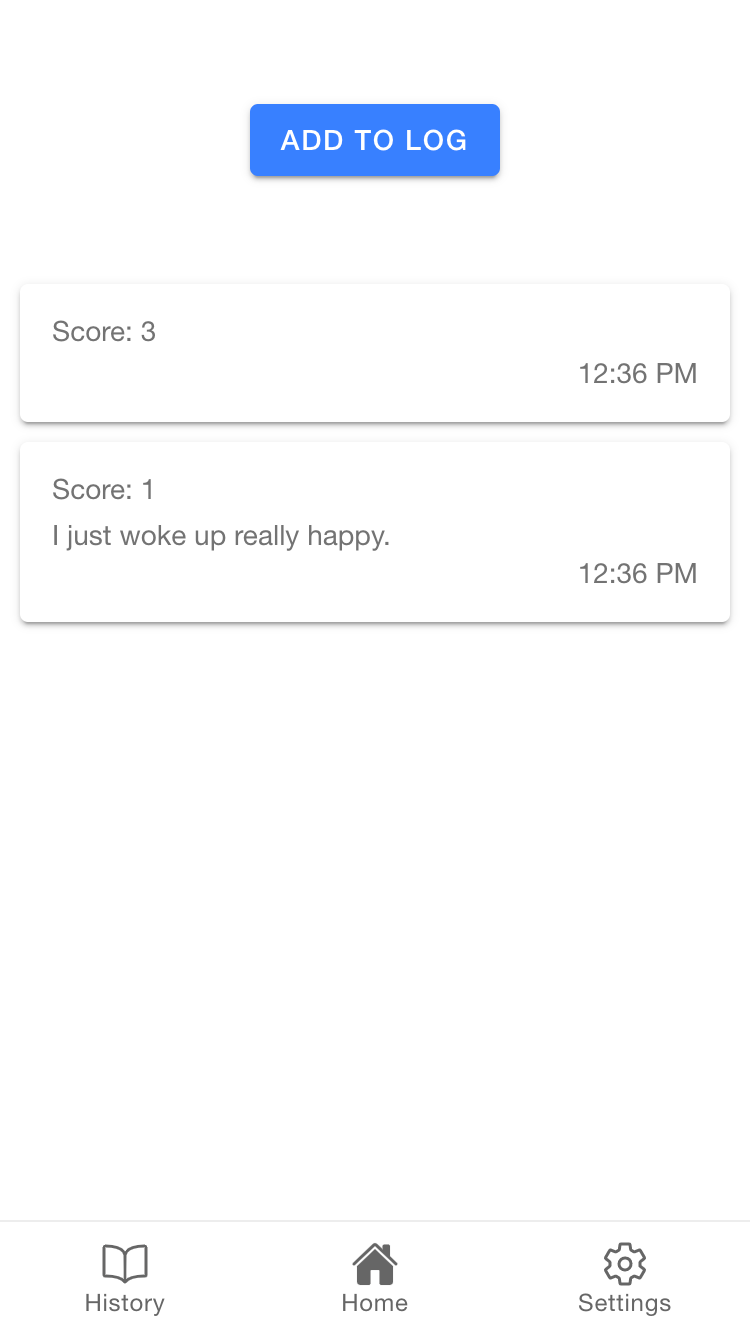 ADD TO LOG
Score: 3
12:36 PM
Score: 1
I just woke up really happy.
12:36 PM
History
Home
Settings